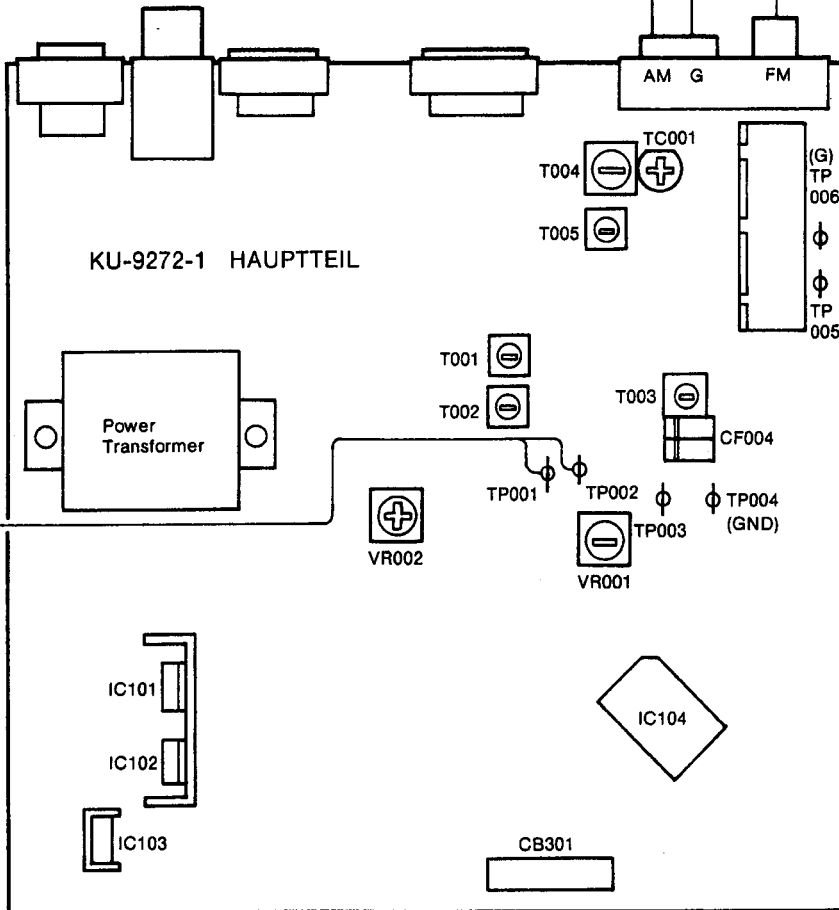 AM G FM
TC001
T004
(G)
TP
006
T005
KU-9272-1 HAUPTTEIL
TP
005
T001
T003
T002
Power
Transformer
CF004
TP001
TP002
TP003
TP004
(GND)
VR002
VR001
IC101
IC104
IC102
IC103
CB301